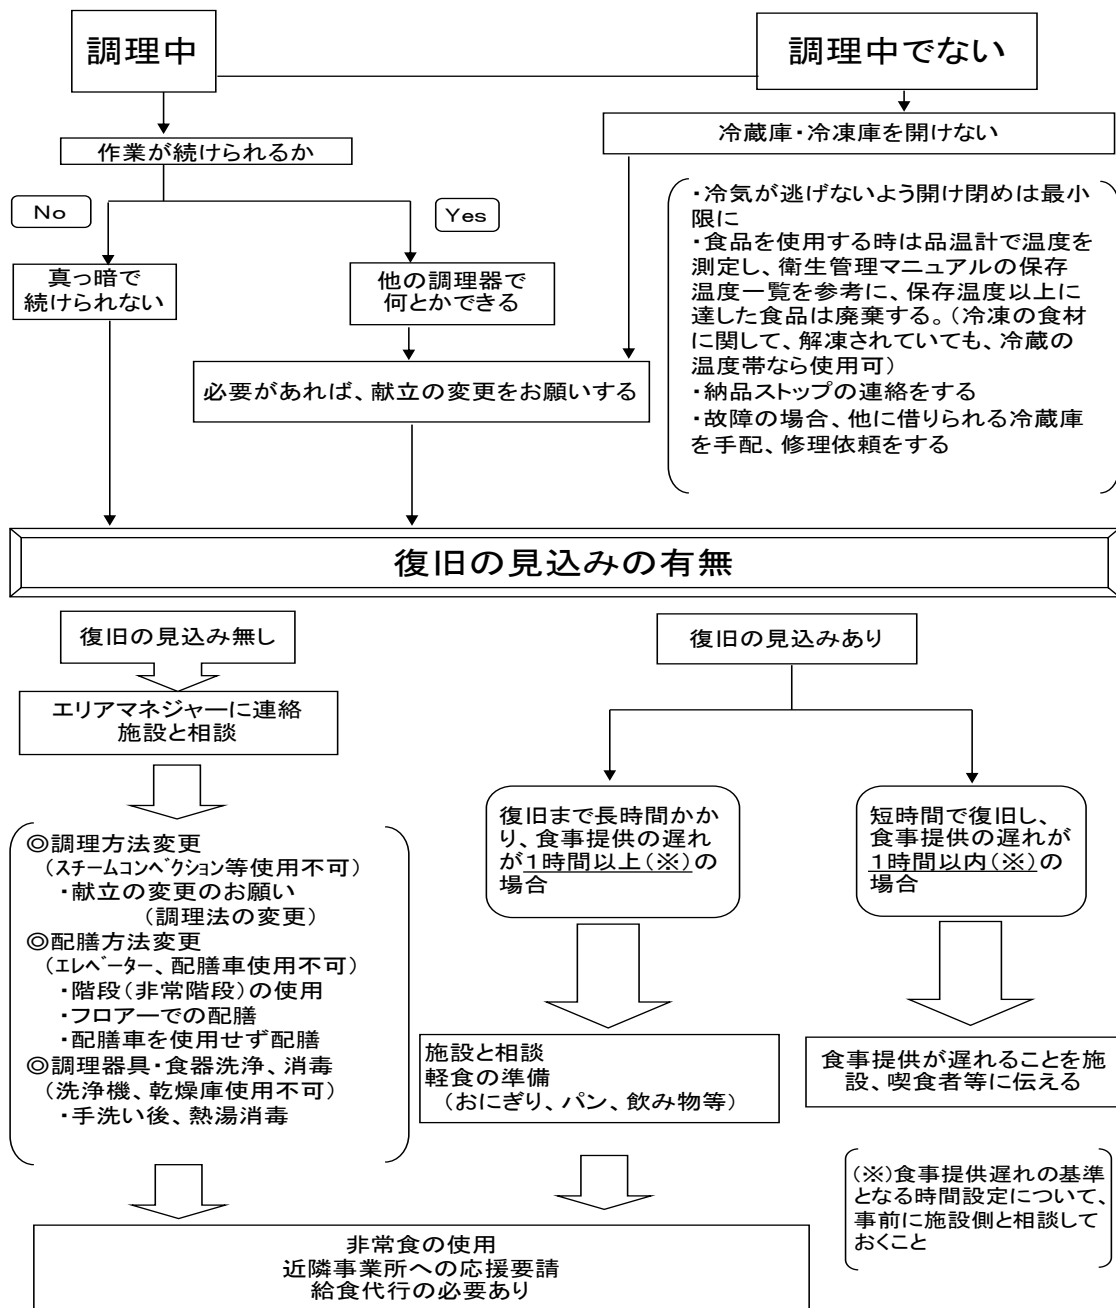 調理中
調理中でない
冷蔵庫・冷凍庫を開けない
作業が続けられるか
No
Yes
真っ暗で
続けられない
他の調理器で
何とかできる
・冷気が逃げないよう開け閉めは最小
限に
・食品を使用する時は品温計で温度を
測定し、衛生管理マニュアルの保存
温度一覧を参考に、保存温度以上に
達した食品は廃棄する。（冷凍の食材
に関して、解凍されていても、冷蔵の
温度帯なら使用可）
・納品ストップの連絡をする
・故障の場合、他に借りられる冷蔵庫
を手配、修理依頼をする
必要があれば、献立の変更をお願いする
復旧の見込みの有無
復旧の見込み無し
エリアマネジャーに連絡
施設と相談
◎調理方法変更
（スチームコンベクション等使用不可）
・献立の変更のお願い
（調理法の変更）
◎配膳方法変更
（エレベーター、配膳車使用不可）
・階段（非常階段）の使用
・フロアーでの配膳
・配膳車を使用せず配膳
◎調理器具・食器洗浄、消毒
（洗浄機、乾燥庫使用不可）
・手洗い後、熱湯消毒
復旧の見込みあり
復旧まで長時間かか
り、食事提供の遅れ
が１時間以上（※）の
場合
短時間で復旧し、
食事提供の遅れが
１時間以内（※）の
場合
施設と相談
軽食の準備
（おにぎり、パン、飲み物等）
食事提供が遅れることを施
設、喫食者等に伝える
（※）食事提供遅れの基準
となる時間設定について、
事前に施設側と相談して
おくこと
非常食の使用
近隣事業所への応援要請
給食代行の必要あり